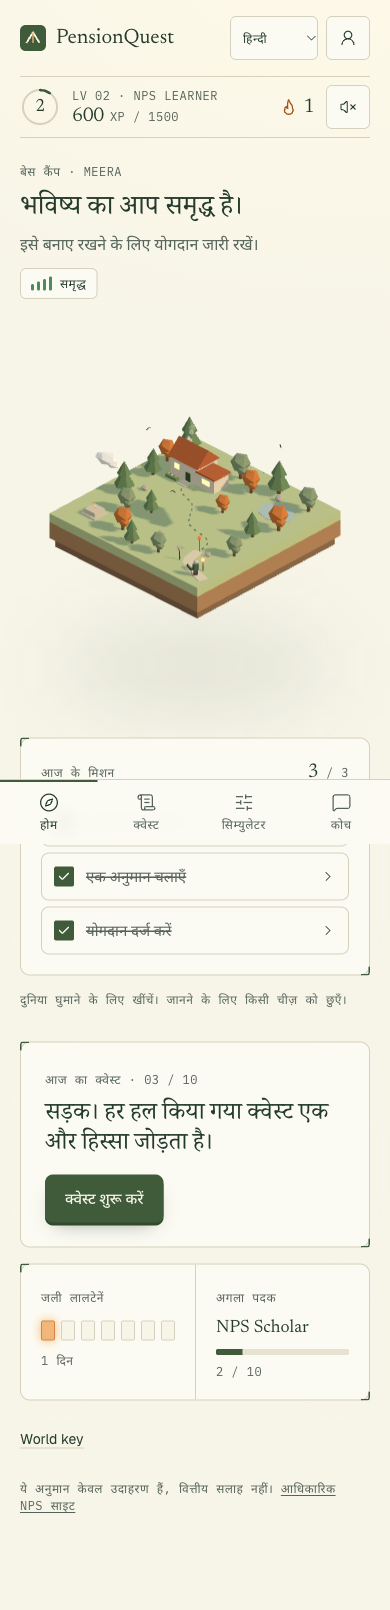 PensionQuest
हिन्दी
2
LV 02 · NPS LEARNER
600 XP / 1500
1
बेस कैंप · MEERA
भविष्य का आप समृद्ध है।
इसे बनाए रखने के लिए योगदान जारी रखें।
समृद्ध
आज के मिशन
3 / 3
होम
क्वेस्ट
सिम्युलेटर
कोच
एक अनुमान चलाएँ
योगदान दर्ज करें
दुनिया घुमाने के लिए खींचें। जानने के लिए किसी चीज़ को छुएँ।
आज का क्वेस्ट · 03 / 10
सड़क। हर हल किया गया क्वेस्ट एक
और हिस्सा जोड़ता है।
क्वेस्ट शुरू करें
जली लालटेनें
1 दिन
अगला पदक
NPS Scholar
2 / 10
World key
ये अनुमान केवल उदाहरण हैं, वित्तीय सलाह नहीं। आधिकारिक
NPS साइट